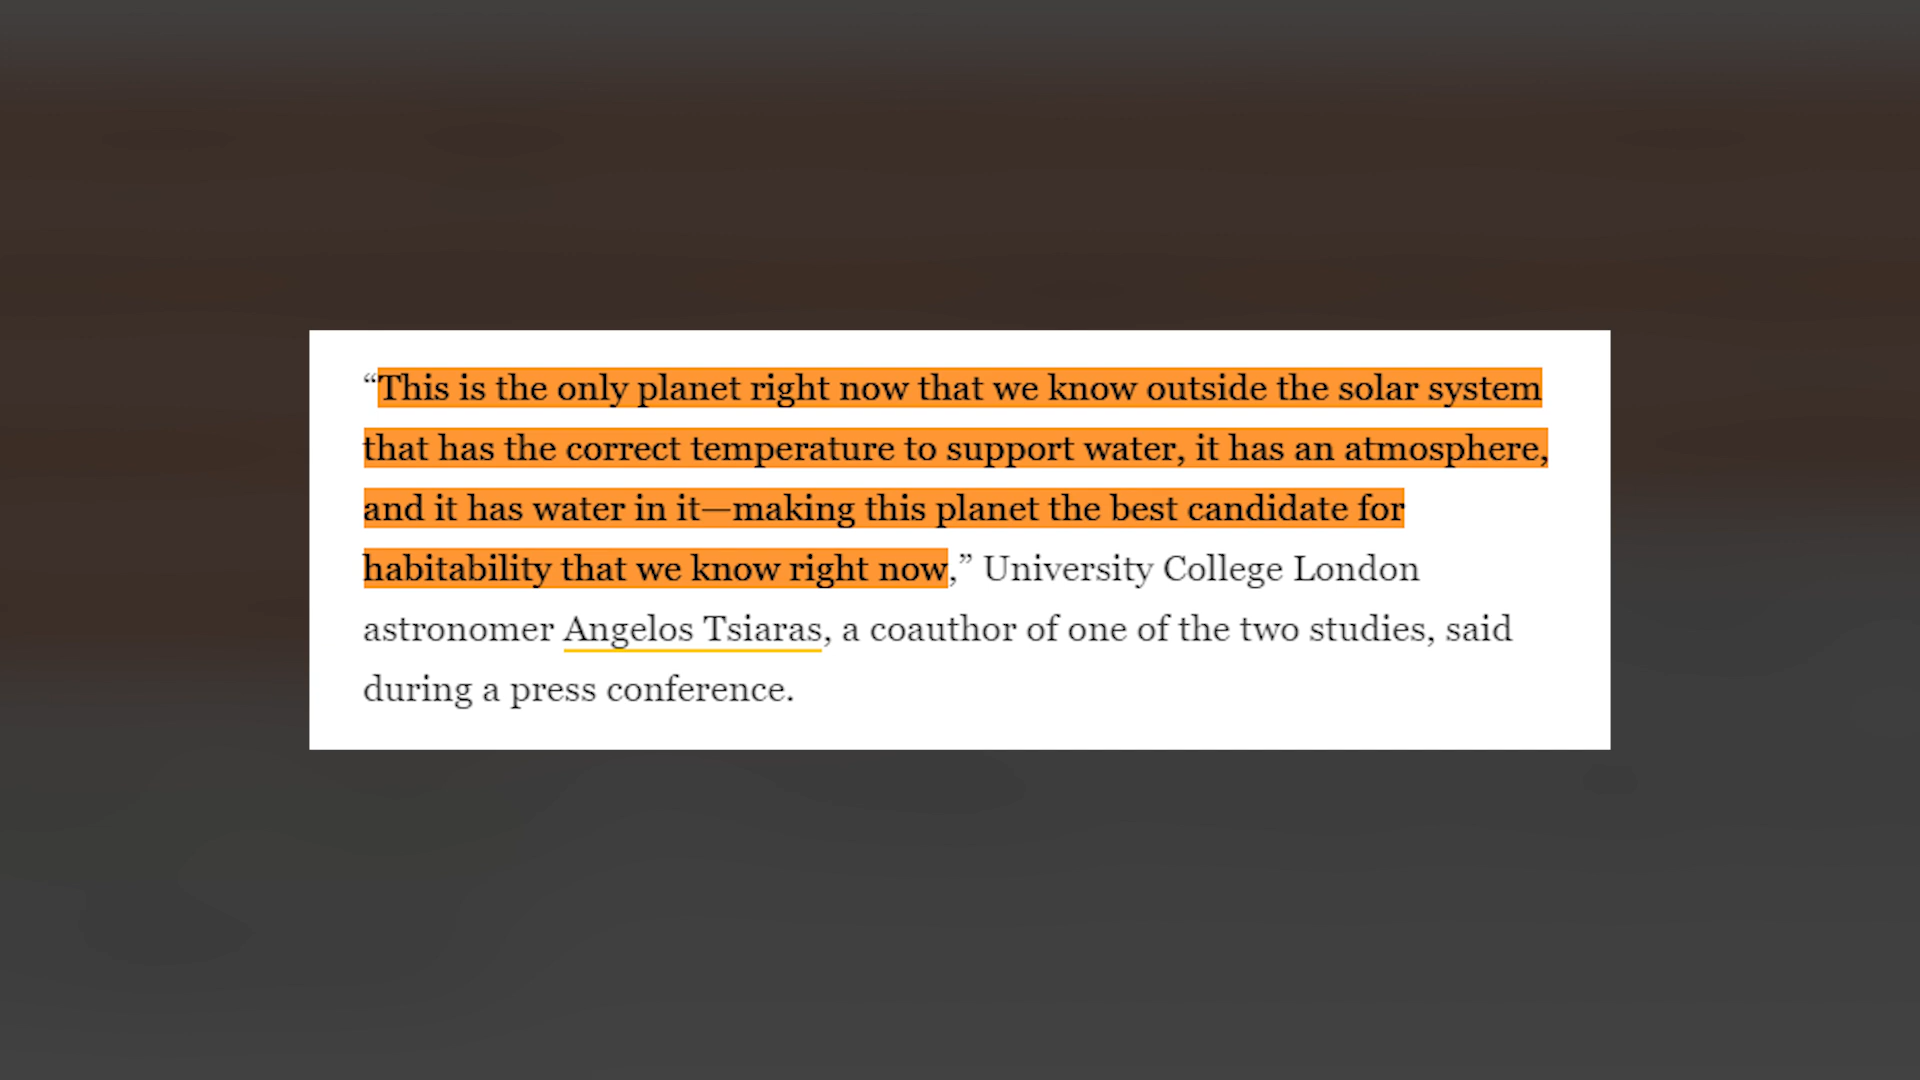 “This is the only planet right now that we know outside the solar system
that has the correct temperature to support water, it has an atmosphere,
and it has water in it—making this planet the best candidate for
habitability that we know right now,” University College London
astronomer Angelos Tsiaras, a coauthor of one of the two studies, said
during a press conference.